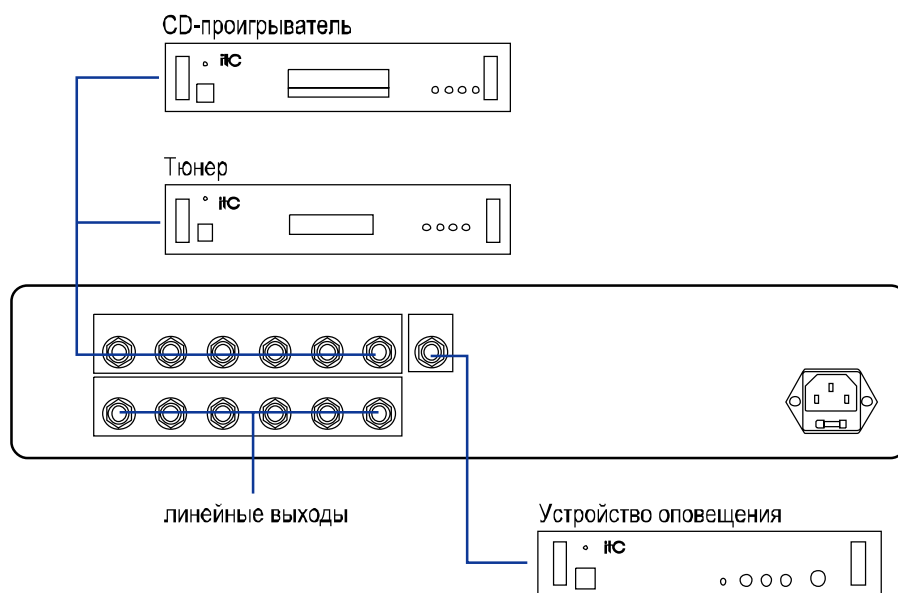 CD-проигрыватель
itC
Тюнер
itC
линейные выходы
Устройство оповещения
itC